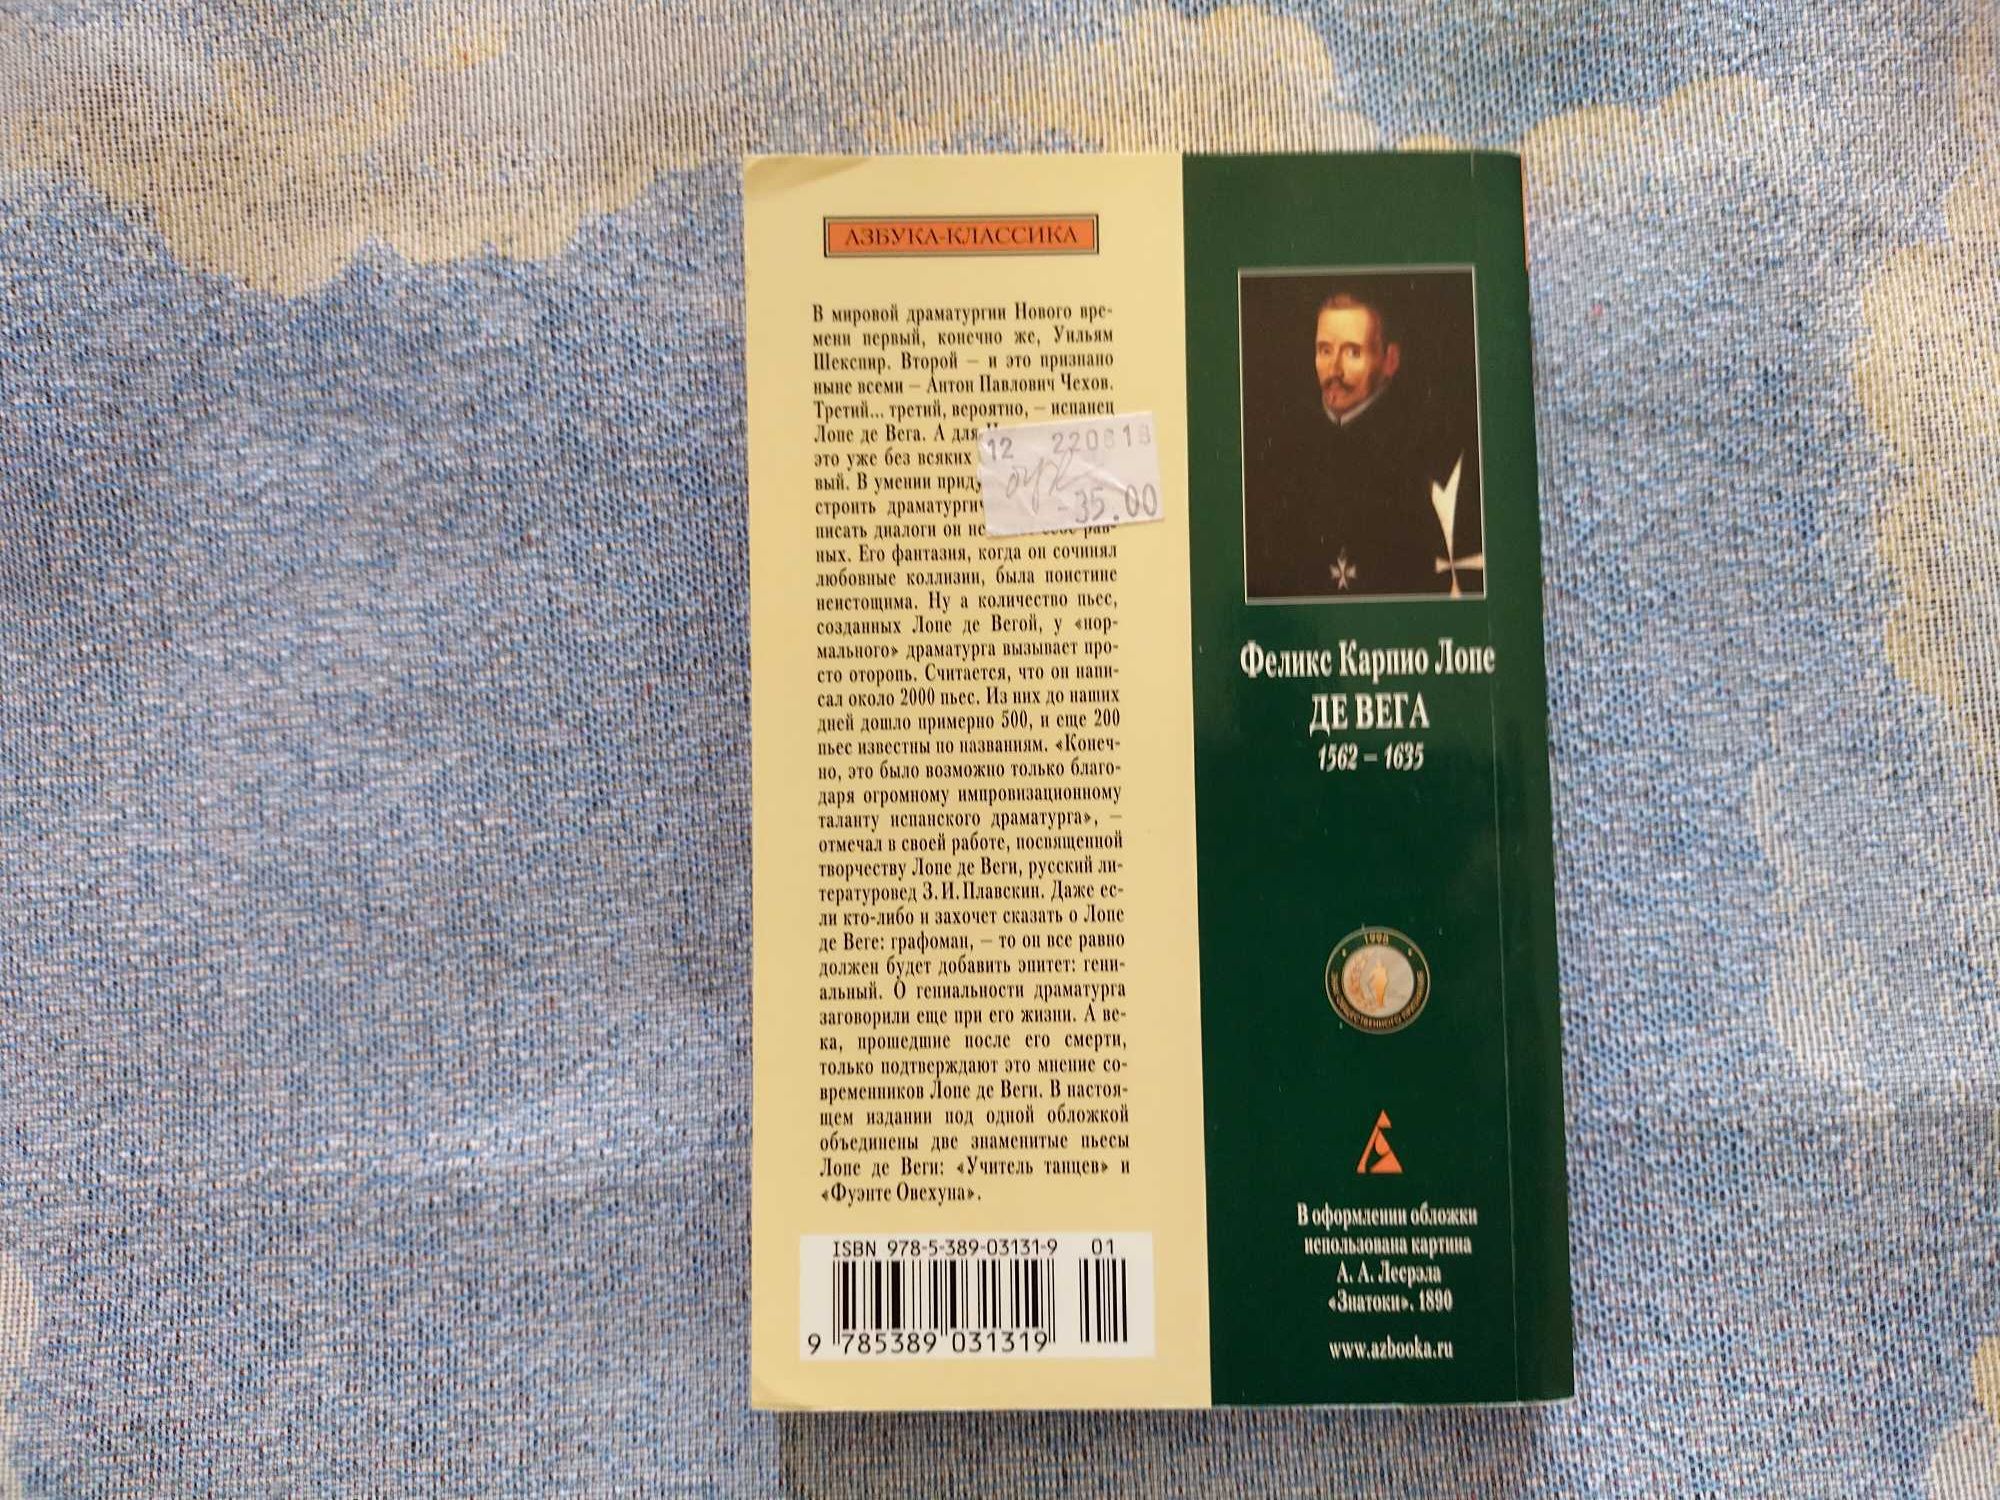 АЗБУКА-КЛАССИКА
В мировой драматургии Нового вре-
мени первый, конечно же, Уильям
Шекспир. Второй – и это признано
ныне всеми – Антон Павлович Чехов.
Третий... третий, вероятно, – испанец
Лопе де Вега. А для
это уже без всяких
вый. В умении
строить
писать диалоги он не себе рав-
ных. Его фантазия, когда он сочинял
любовные коллизии, была поистине
неистощима. Ну а количество пьес,
созданных Лопе де Вегой, у «нор-
мального» драматурга вызывает про-
сто оторопь. Считается, что он напи-
сал около 2000 пьес. Из них до наших
дней дошло примерно 500, и еще 200
пьес известны по названиям. «Конеч-
но, это было возможно только благо-
даря огромному импровизационному
таланту испанского драматурга», –
отмечал в своей работе, посвященной
творчеству Лопе де Веги, русский ли-
тературовед З. И. Плавскин. Даже ес-
ли кто-либо и захочет сказать о Лопе
де Веге: графоман, – то он все равно
должен будет добавить эпитет: гени-
альный. О гениальности драматурга
заговорили еще при его жизни. А ве-
ка, прошедшие после его смерти,
только подтверждают это мнение со-
временников Лопе де Веги. В настоя-
щем издании под одной обложкой
объединены две знаменитые пьесы
Лопе де Веги: «Учитель танцев» и
«Фуэнте Овехуна».
12 220618
-35.00
ISBN 978-5-389-03131-9 01
9 785389 031319
Феликс Карпио Лопе
ДЕ ВЕГА
1562 – 1635
1998
ЗНАК ОБЩЕСТВЕННОГО ПРИЗНАНИЯ
В оформлении обложки
использована картина
А. А. Лесрэла
«Знатоки». 1890
www.azbooka.ru